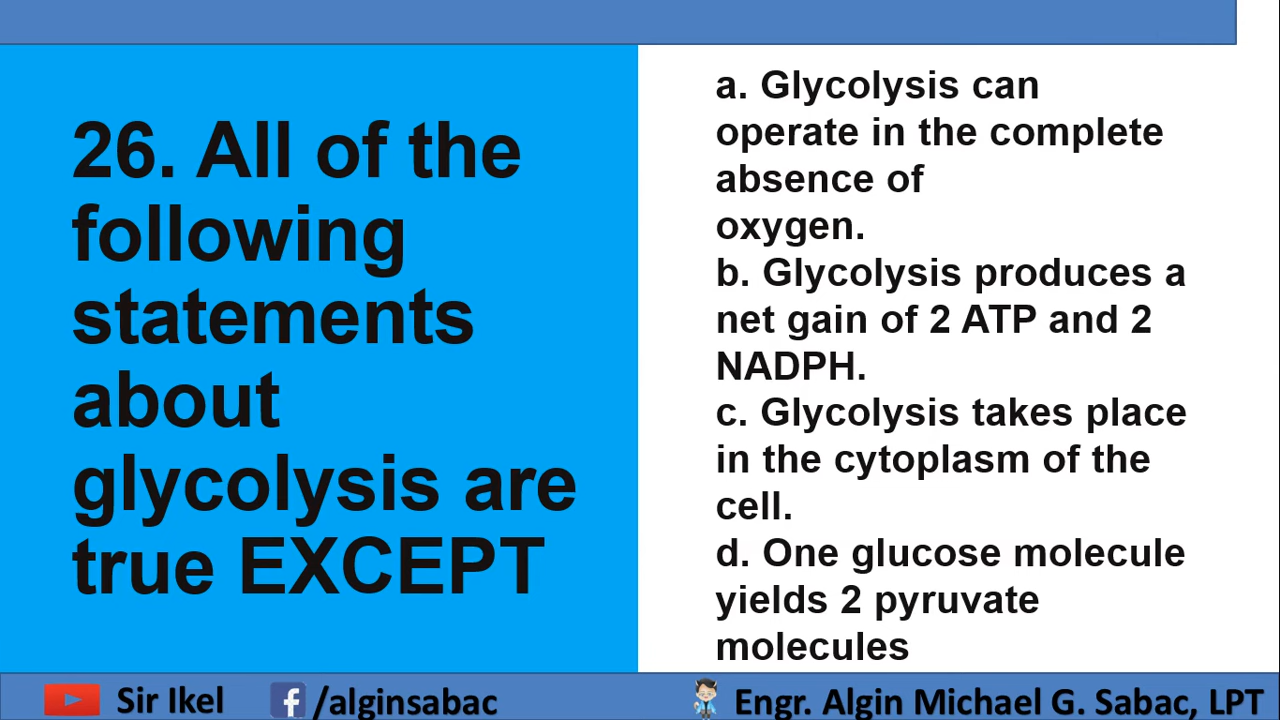 26. All of the
following
statements
about
glycolysis are
true EXCEPT
a. Glycolysis can
operate in the complete
absence of
oxygen.
b. Glycolysis produces a
net gain of 2 ATP and 2
NADPH.
c. Glycolysis takes place
in the cytoplasm of the
cell.
d. One glucose molecule
yields 2 pyruvate
molecules
Sir Ikel
/alginsabac
Engr. Algin Michael G. Sabac, LPT